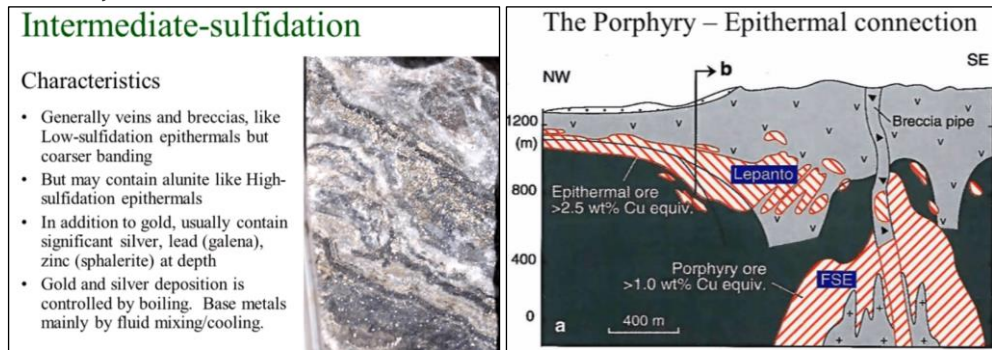 Intermediate-sulfidation
Characteristics
• Generally veins and breccias, like
Low-sulfidation epithermals but
coarser banding
• But may contain alunite like High-
sulfidation epithermals
• In addition to gold, usually contain
significant silver, lead (galena),
zinc (sphalerite) at depth
• Gold and silver deposition is
controlled by boiling. Base metals
mainly by fluid mixing/cooling.
The Porphyry – Epithermal connection
NW
SE
b
Breccia pipe
1200
(m)
800
400
0
Lepanto
Epithermal ore
>2.5 wt% Cu equiv.
Porphyry ore
>1.0 wt% Cu equiv.
FSE
a
400 m